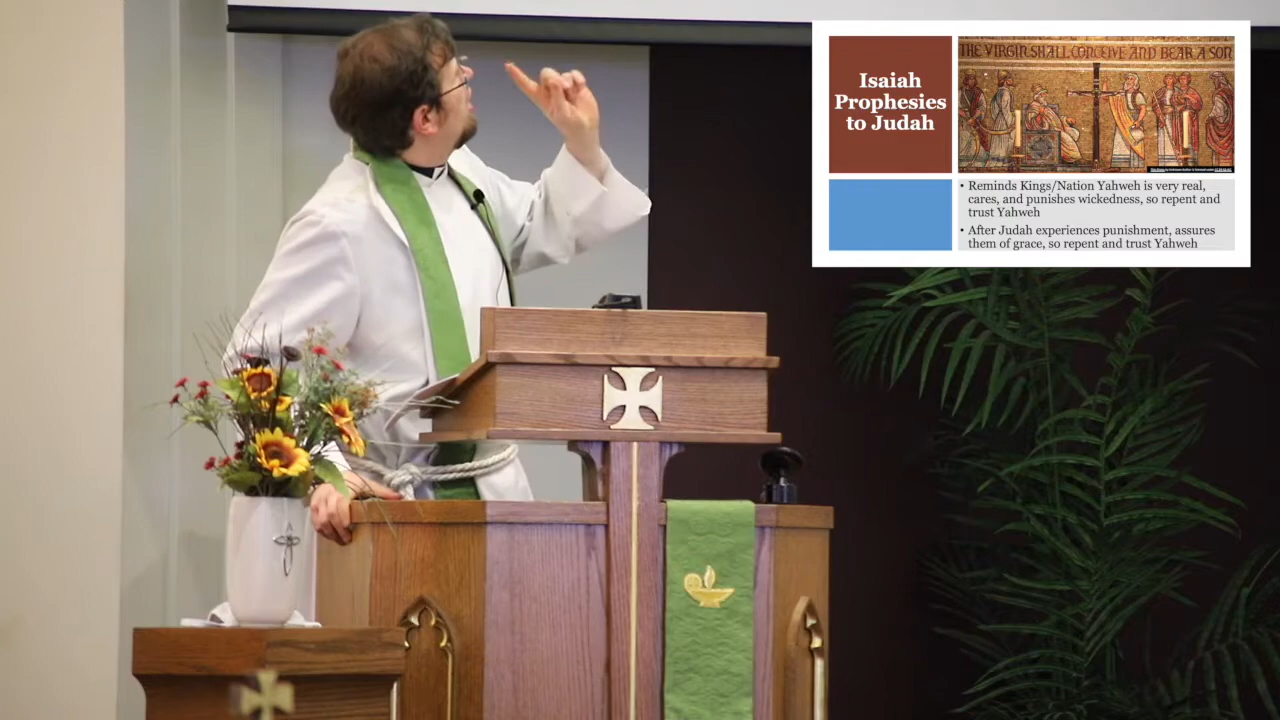 Isaiah
Prophesies
to Judah
THE VIRGIN SHALL CONCEIVE AND BEAR A SON
• Reminds Kings/Nation Yahweh is very real,
cares, and punishes wickedness, so repent and
trust Yahweh
• After Judah experiences punishment, assures
them of grace, so repent and trust Yahweh